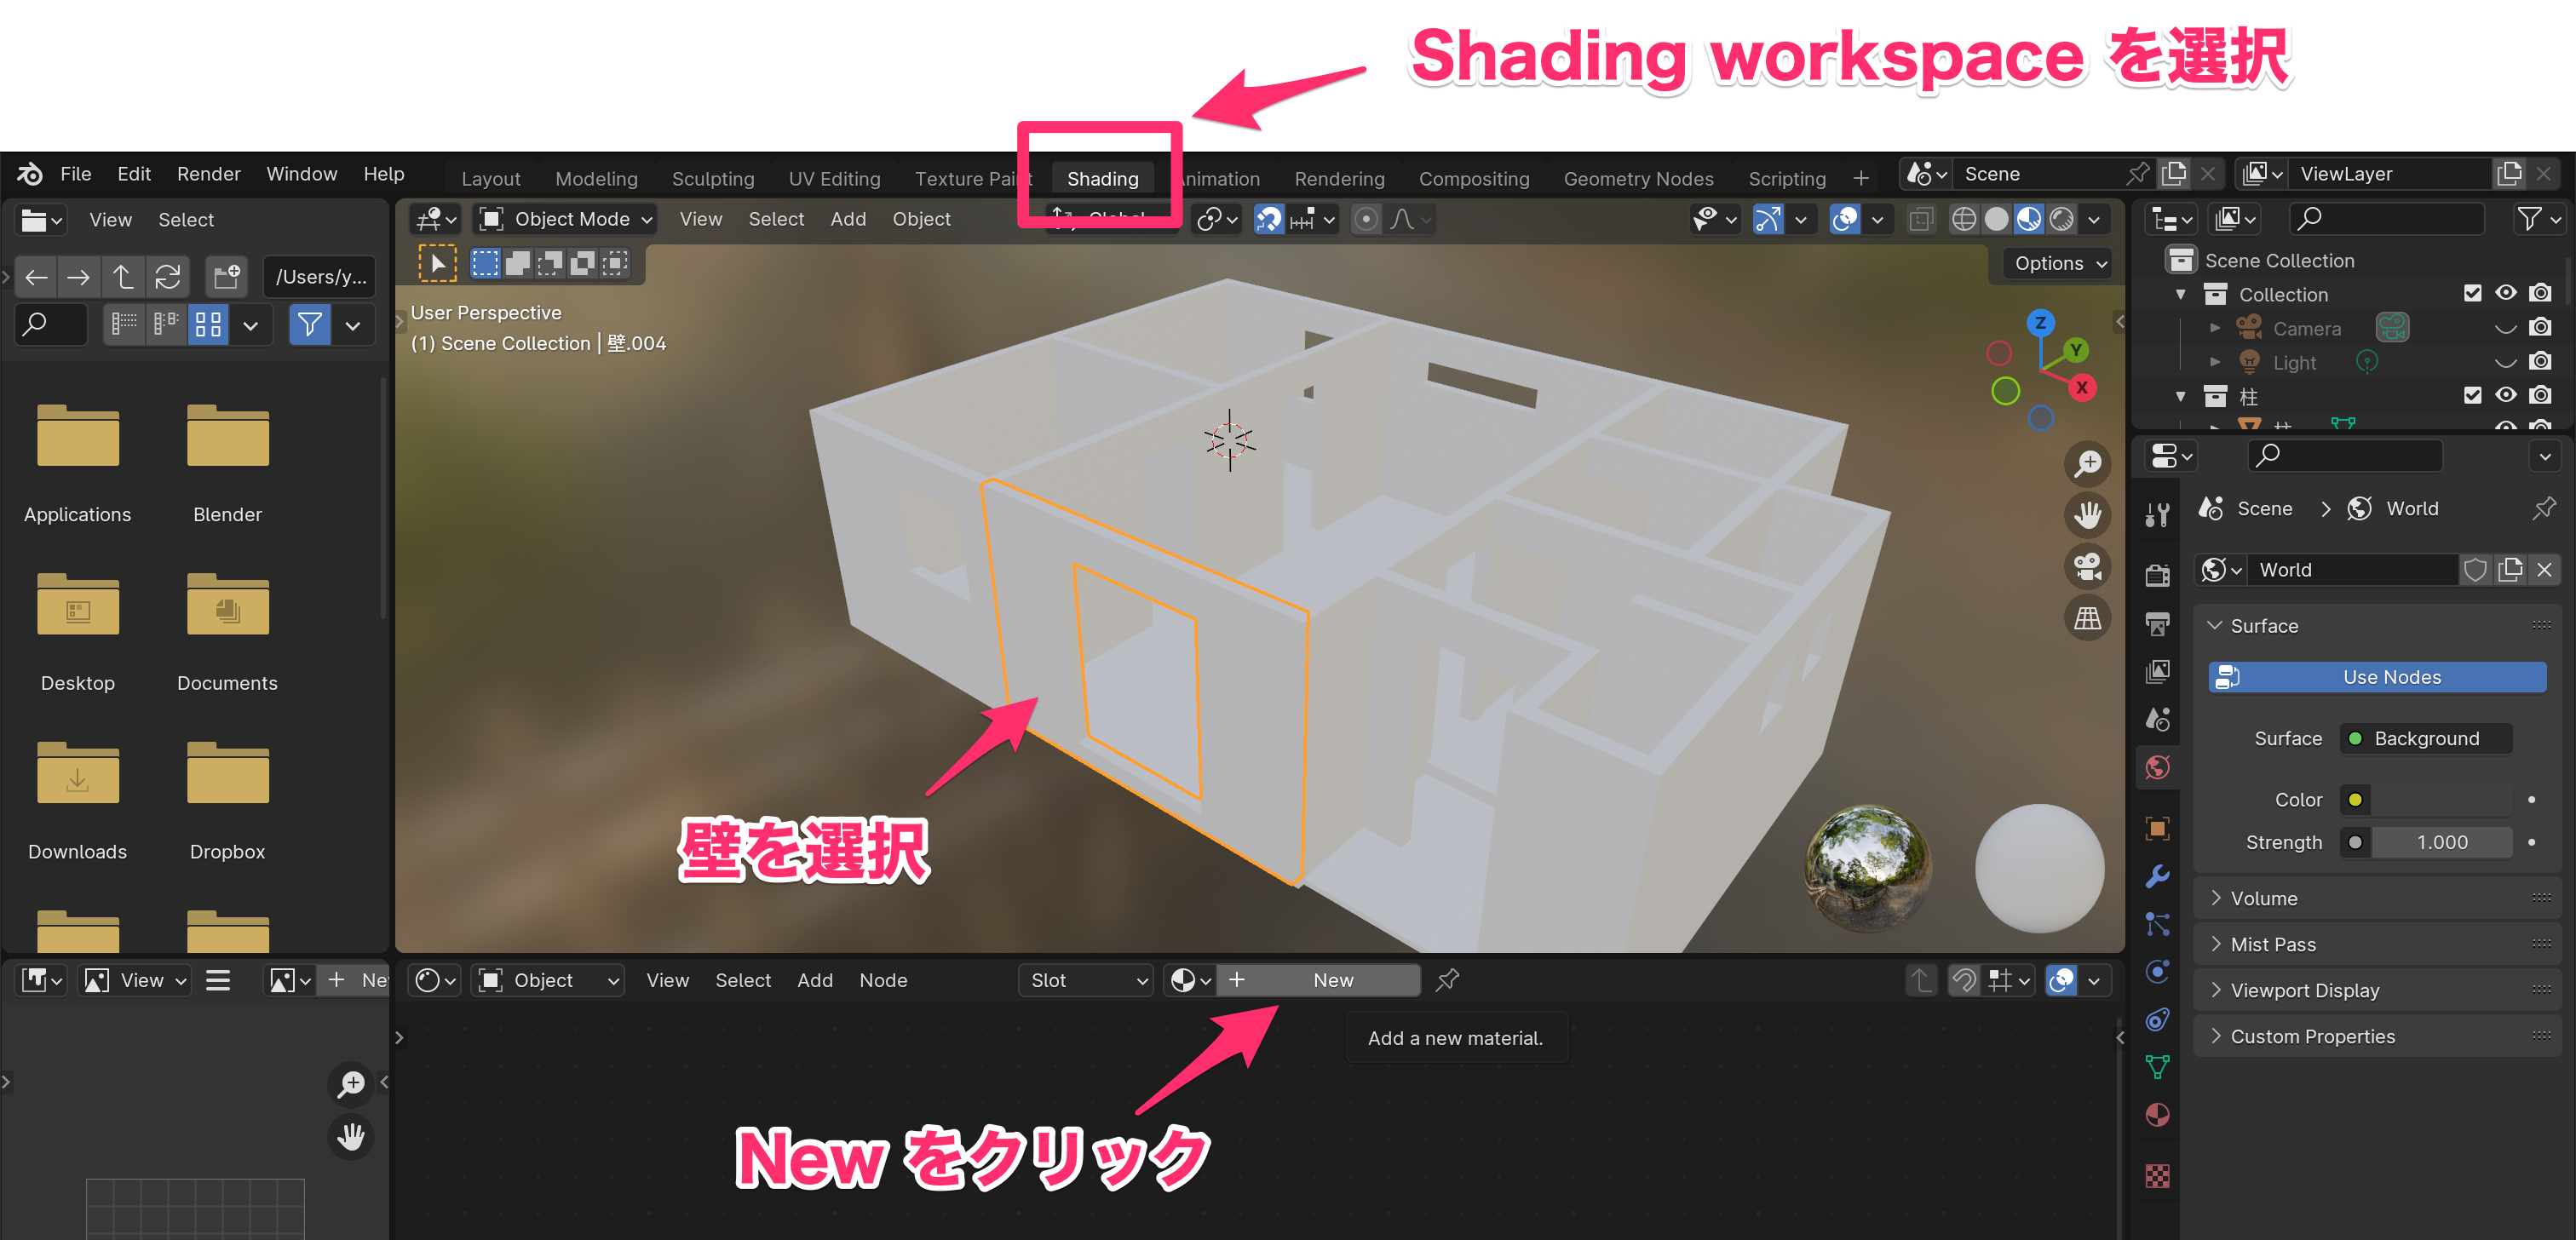 Shading workspace を選択
File Edit Render Window Help
Layout Modeling Sculpting UV Editing Texture Paint Shading Animation Rendering Compositing Geometry Nodes Scripting +
Scene
ViewLayer
View Select
Object Mode View Select Add Object
Global
Options
/Users/y...
User Perspective
(1) Scene Collection | 壁.004
Z
Y
X
Applications Blender
Desktop Documents
Downloads Dropbox
壁を選択
Scene Collection
Collection
Camera
Light
柱
Scene > World
World
Surface
Use Nodes
Surface Background
Color
Strength 1.000
Volume
Mist Pass
Viewport Display
Custom Properties
View
+ Ne
Object View Select Add Node
Slot
+ New
Add a new material.
New をクリック